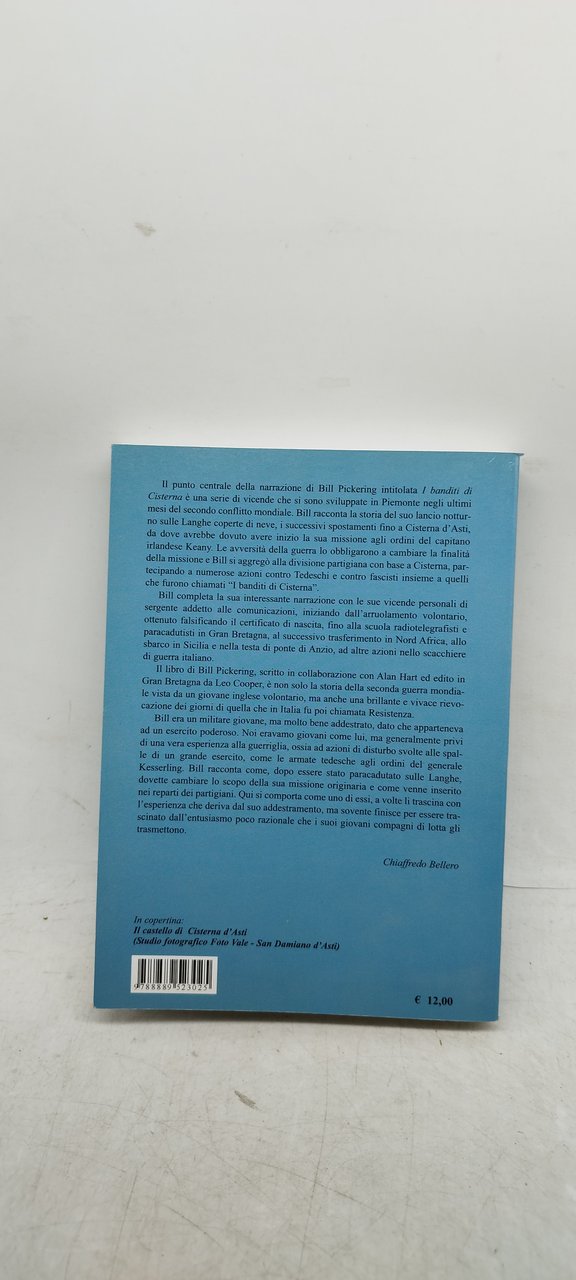 Il punto centrale della narrazione di Bill Pickering intitolata I banditi di
Cisterna è una serie di vicende che si sono sviluppate in Piemonte negli ultimi
mesi del secondo conflitto mondiale. Bill racconta la storia del suo lancio nottur-
no sulle Langhe coperte di neve, i successivi spostamenti fino a Cisterna d'Asti,
da dove avrebbe dovuto avere inizio la sua missione agli ordini del capitano
irlandese Keany. Le avversità della guerra lo obbligarono a cambiare la finalità
della missione e Bill si aggregò alla divisione partigiana con base a Cisterna, par-
tecipando a numerose azioni contro Tedeschi e contro fascisti insieme a quelli
che furono chiamati “I banditi di Cisterna”.
Bill completa la sua interessante narrazione con le sue vicende personali di
sergente addetto alle comunicazioni, iniziando dall'arruolamento volontario,
ottenuto falsificando il certificato di nascita, fino alla scuola radiotelegrafisti e
paracadutisti in Gran Bretagna, al successivo trasferimento in Nord Africa, allo
sbarco in Sicilia e nella testa di ponte di Anzio, ad altre azioni nello scacchiere
di guerra italiano.
Il libro di Bill Pickering, scritto in collaborazione con Alan Hart ed edito in
Gran Bretagna da Leo Cooper, è non solo la storia della seconda guerra mondia-
le vista da un giovane inglese volontario, ma anche una brillante e vivace rievo-
cazione dei giorni di quella che in Italia fu poi chiamata Resistenza.
Bill era un militare giovane, ma molto bene addestrato, dato che apparteneva
ad un esercito poderoso. Noi eravamo giovani come lui, ma generalmente privi
di una vera esperienza alla guerriglia, ossia ad azioni di disturbo svolte alle spal-
le di un grande esercito, come le armate tedesche agli ordini del generale
Kesserling. Bill racconta come, dopo essere stato paracadutato sulle Langhe,
dovette cambiare lo scopo della sua missione originaria e come venne inserito
nei reparti dei partigiani. Qui si comporta come uno di essi, a volte li trascina con
l'esperienza che deriva dal suo addestramento, ma sovente finisce per essere tra-
scinato dall'entusiasmo poco razionale che i suoi giovani compagni di lotta gli
trasmettono.
Chiaffredo Bellero
In copertina:
Il castello di Cisterna d'Asti
(Studio fotografico Foto Vale - San Damiano d'Asti)
9 788889 523025
€ 12,00